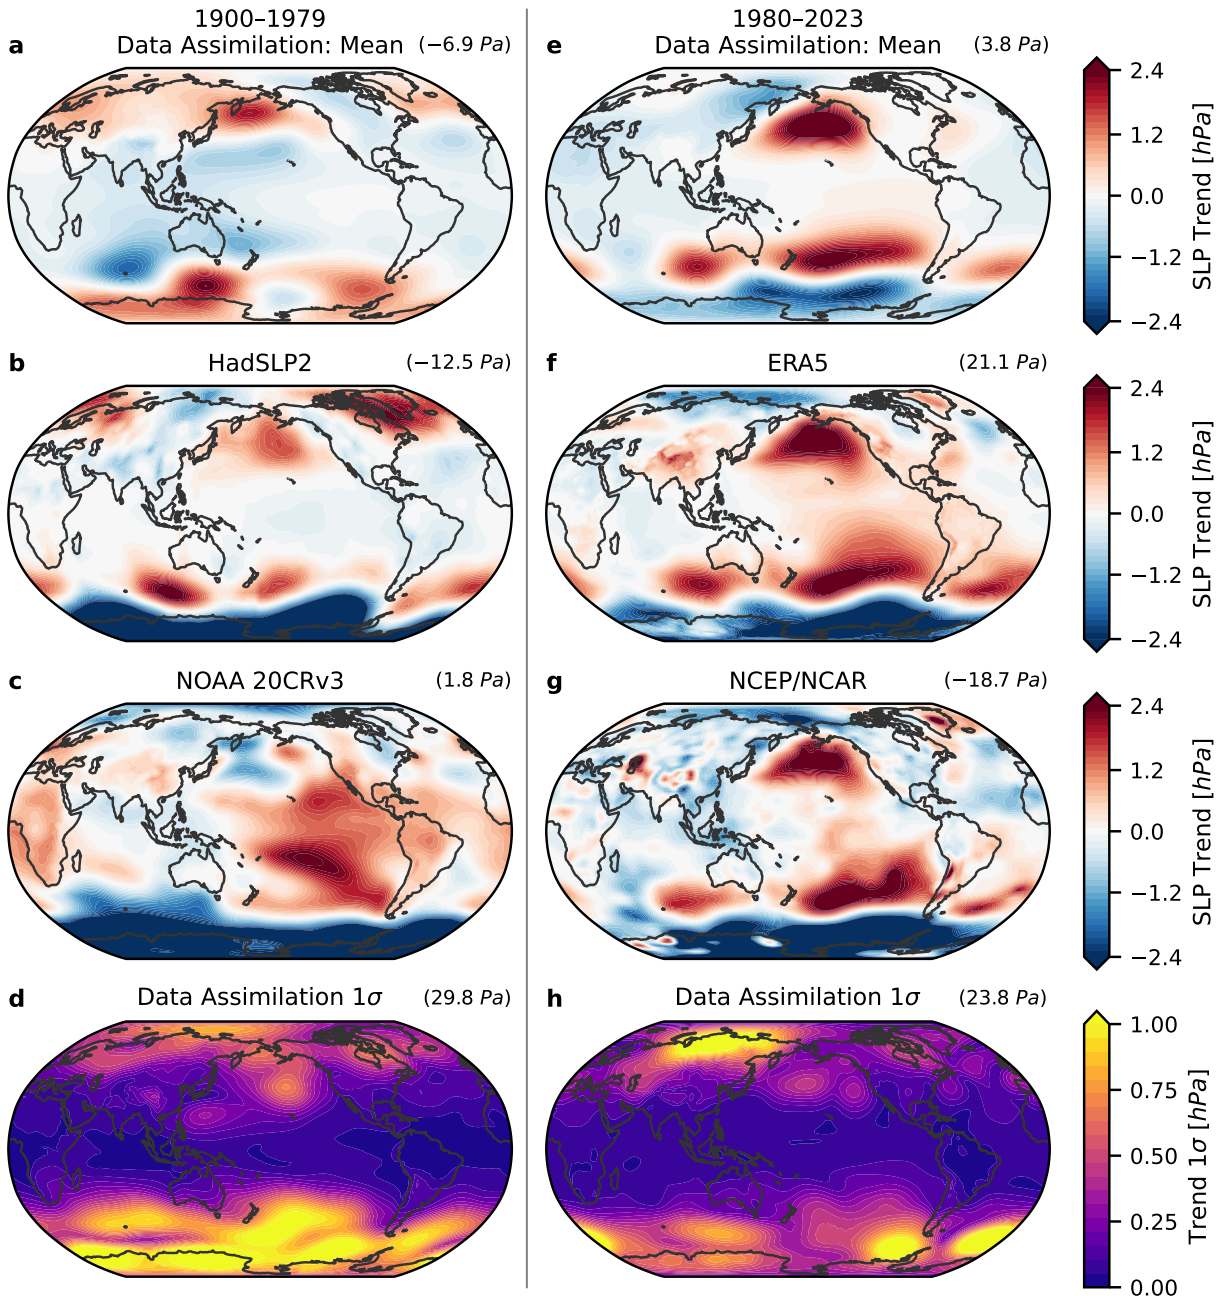 1900–1979
a Data Assimilation: Mean (−6.9 Pa)
1980–2023
e Data Assimilation: Mean (3.8 Pa)
2.4
1.2
0.0
−1.2
−2.4
SLP Trend [hPa]
b HadSLP2 (−12.5 Pa)
f ERA5 (21.1 Pa)
2.4
1.2
0.0
−1.2
−2.4
SLP Trend [hPa]
c NOAA 20CRv3 (1.8 Pa)
g NCEP/NCAR (−18.7 Pa)
2.4
1.2
0.0
−1.2
−2.4
SLP Trend [hPa]
d Data Assimilation 1σ (29.8 Pa)
h Data Assimilation 1σ (23.8 Pa)
1.00
0.75
0.50
0.25
0.00
Trend 1σ [hPa]